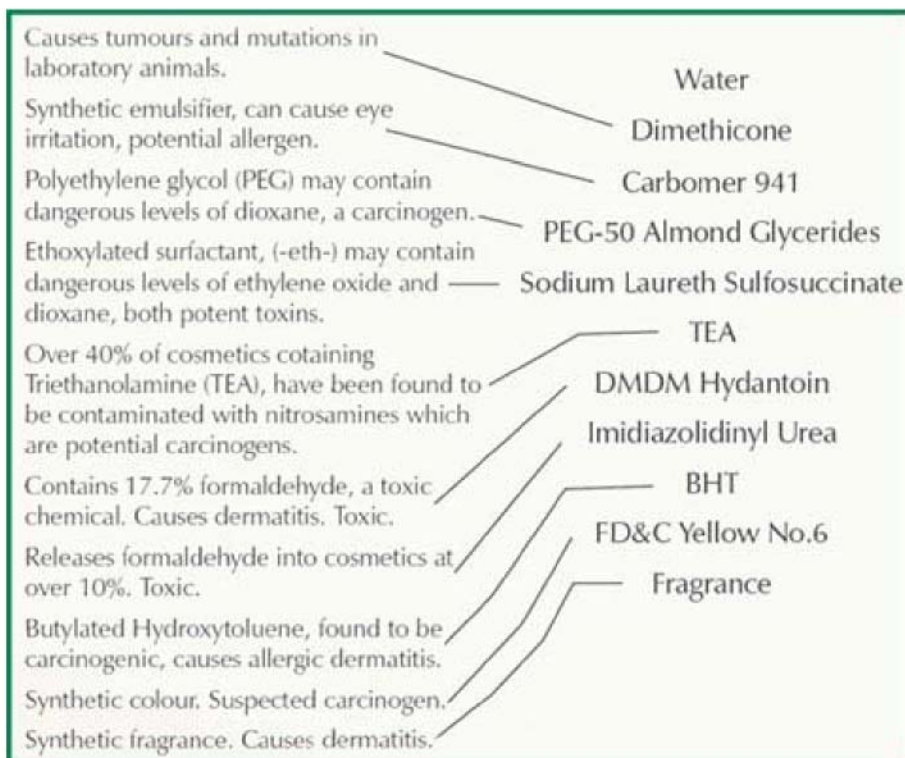 Causes tumours and mutations in
laboratory animals.
Synthetic emulsifier, can cause eye
irritation, potential allergen.
Polyethylene glycol (PEG) may contain
dangerous levels of dioxane, a carcinogen.
Ethoxylated surfactant, (-eth-) may contain
dangerous levels of ethylene oxide and
dioxane, both potent toxins.
Over 40% of cosmetics cotaining
Triethanolamine (TEA), have been found to
be contaminated with nitrosamines which
are potential carcinogens.
Contains 17.7% formaldehyde, a toxic
chemical. Causes dermatitis. Toxic.
Releases formaldehyde into cosmetics at
over 10%. Toxic.
Butylated Hydroxytoluene, found to be
carcinogenic, causes allergic dermatitis.
Synthetic colour. Suspected carcinogen.
Synthetic fragrance. Causes dermatitis.
Water
Dimethicone
Carbomer 941
PEG-50 Almond Glycerides
Sodium Laureth Sulfosuccinate
TEA
DMDM Hydantoin
Imidiazolidinyl Urea
BHT
FD&C Yellow No.6
Fragrance